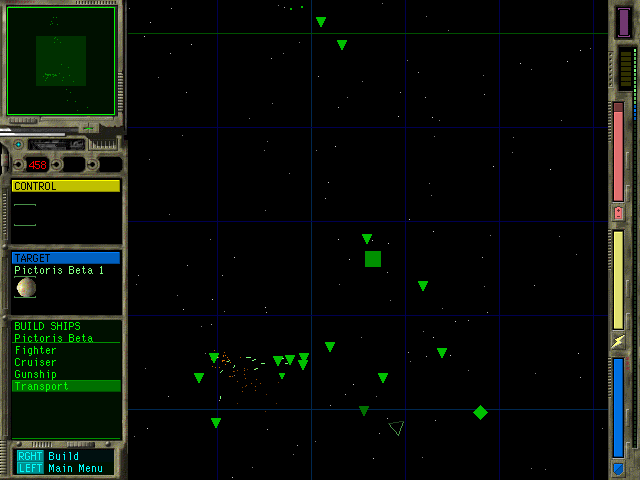 458
CONTROL
TARGET
Pictoris Beta 1
BUILD SHIPS
Pictoris Beta
Fighter
Cruiser
Gunship
Transport
RGHT Build
LEFT Main Menu